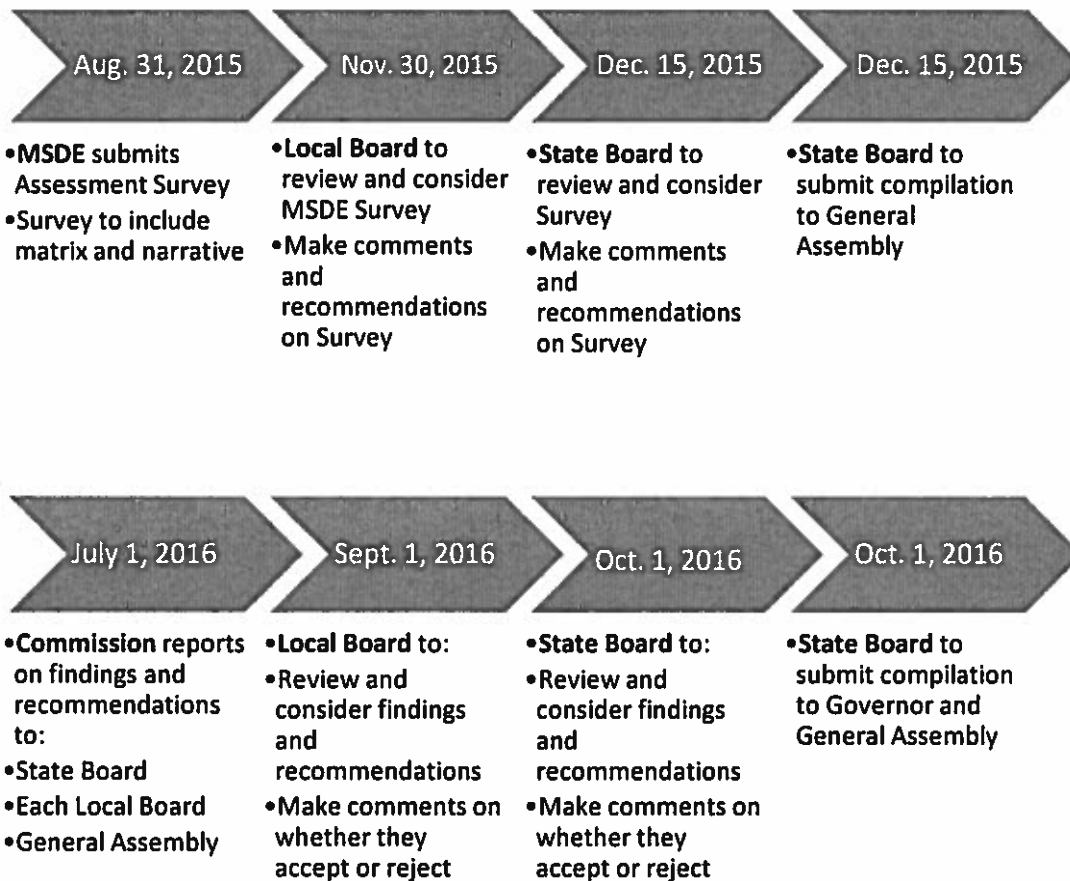 Aug. 31, 2015
•MSDE submits
Assessment Survey
•Survey to include
matrix and narrative
Nov. 30, 2015
•Local Board to
review and consider
MSDE Survey
•Make comments
and
recommendations
on Survey
Dec. 15, 2015
•State Board to
review and consider
Survey
•Make comments
and
recommendations
on Survey
Dec. 15, 2015
•State Board to
submit compilation
to General
Assembly
July 1, 2016
•Commission reports
on findings and
recommendations
to:
•State Board
•Each Local Board
•General Assembly
Sept. 1, 2016
•Local Board to:
•Review and
consider findings
and
recommendations
•Make comments on
whether they
accept or reject
Oct. 1, 2016
•State Board to:
•Review and
consider findings
and
recommendations
•Make comments on
whether they
accept or reject
Oct. 1, 2016
•State Board to
submit compilation
to Governor and
General Assembly